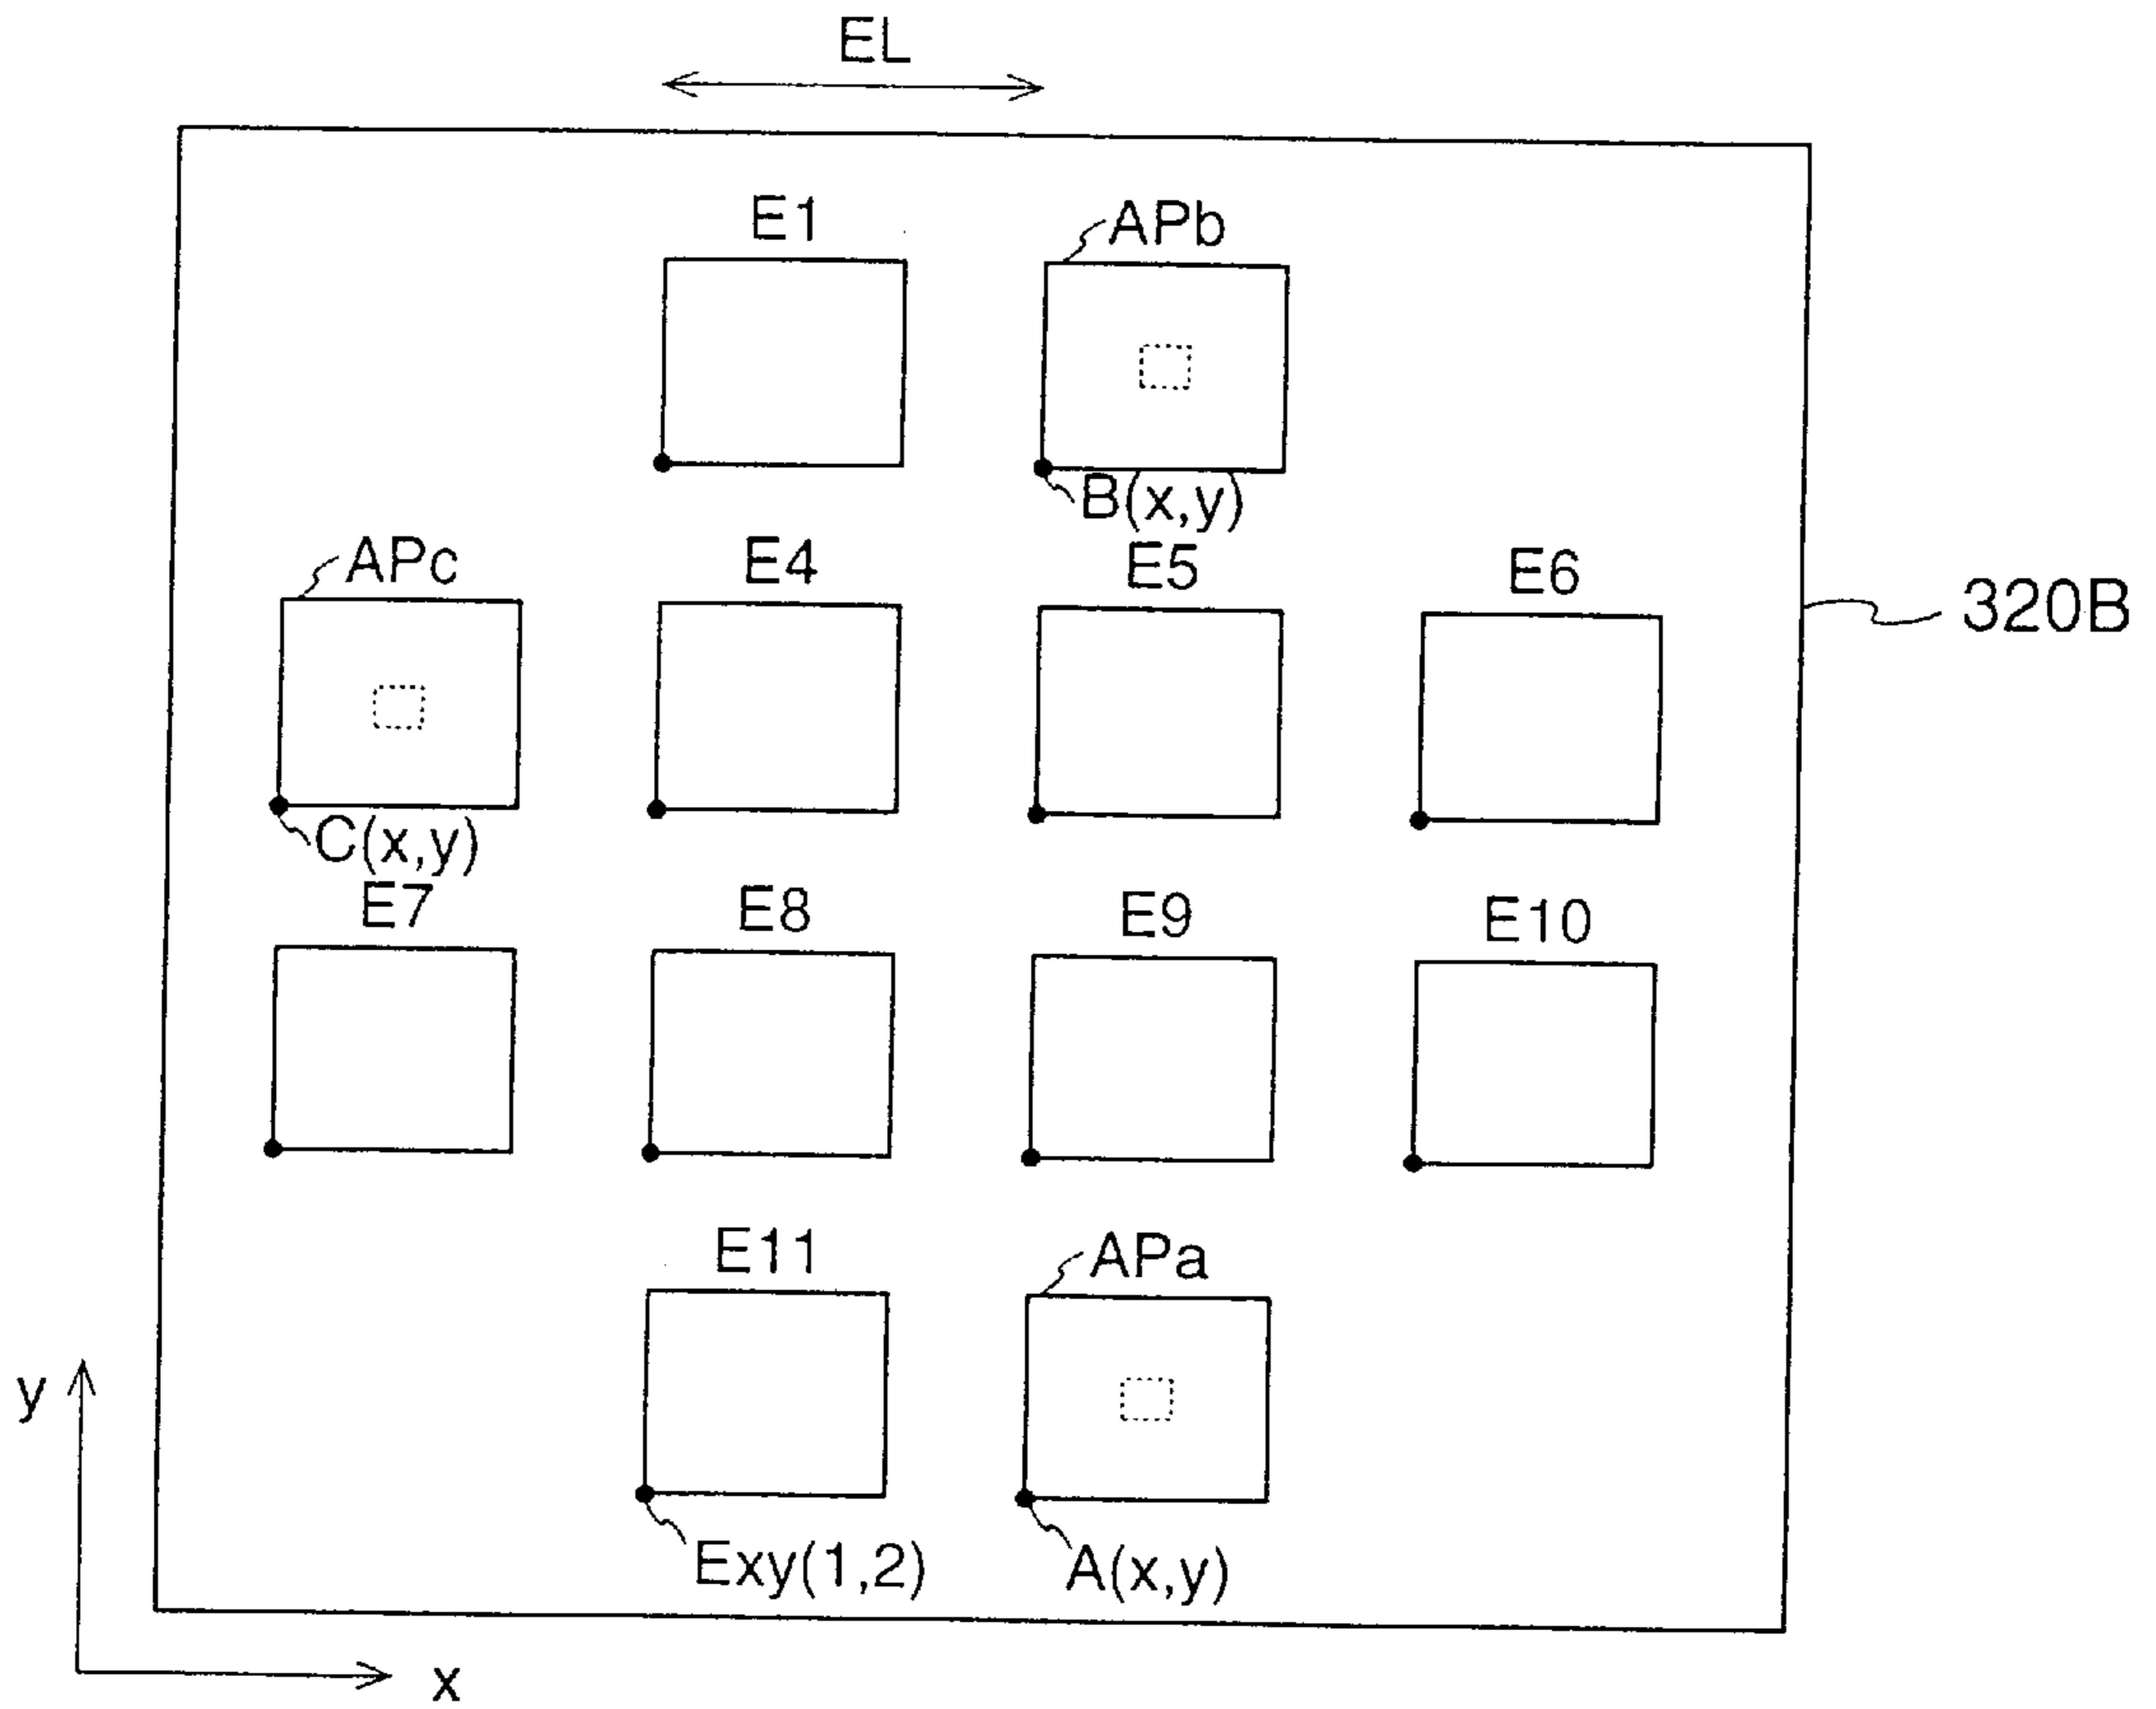 EL
E1
APb
B(x,y)
APc
E4
E5
E6
320B
C(x,y)
E7
E8
E9
E10
E11
APa
y
Exy(1,2)
A(x,y)
x